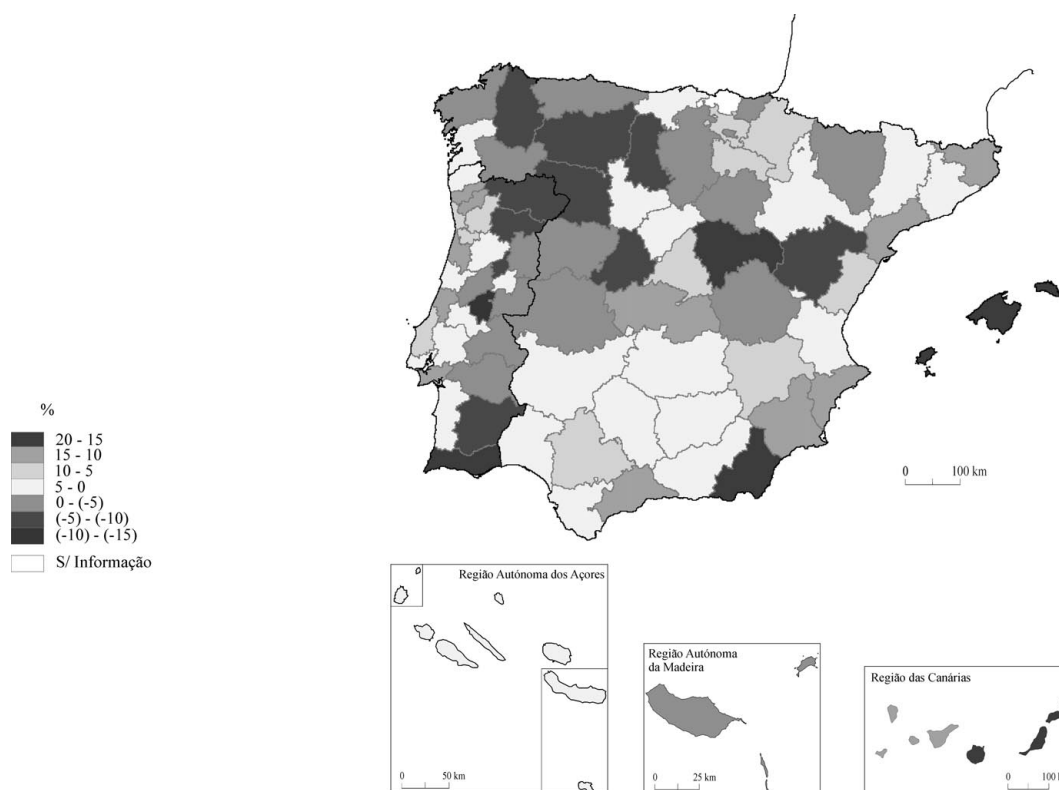 %
20 - 15
15 - 10
10 - 5
5 - 0
0 - (-5)
(-5) - (-10)
(-10) - (-15)
S/ Informação
0 100 km
Região Autónoma dos Açores
0 50 km
Região Autónoma
da Madeira
0 25 km
Região das Canárias
0 100 k